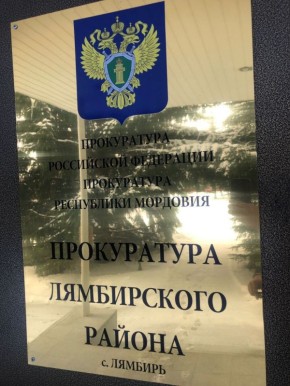 ПРОКУРАТУРА
РОССИЙСКОЙ ФЕДЕРАЦИИ
ПРОКУРАТУРА
РЕСПУБЛИКИ МОРДОВИЯ
ПРОКУРАТУРА
ЛЯМБИРСКОГО
РАЙОНА
с. ЛЯМБИРЬ